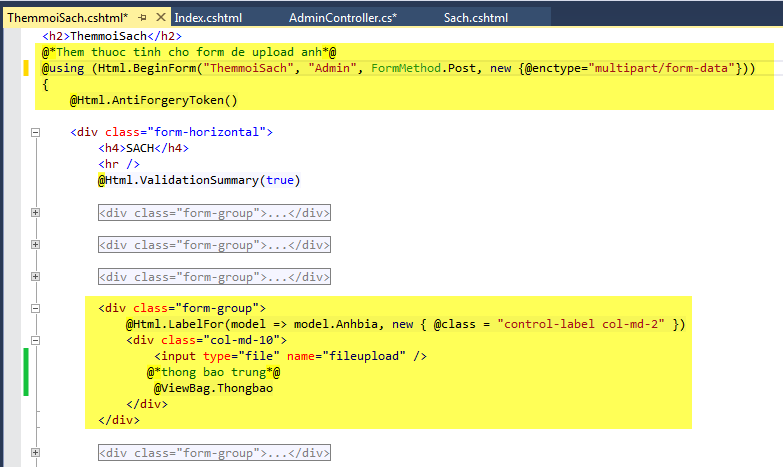 ThemmoiSach.cshtml* Index.cshtml AdminController.cs* Sach.cshtml
<h2>ThemmoiSach</h2>
@*Them thuoc tinh cho form de upload anh*@
@using (Html.BeginForm("ThemmoiSach", "Admin", FormMethod.Post, new {@enctype="multipart/form-data"}))
{
@Html.AntiForgeryToken()
<div class="form-horizontal">
<h4>SACH</h4>
<hr />
@Html.ValidationSummary(true)
<div class="form-group">...</div>
<div class="form-group">...</div>
<div class="form-group">...</div>
<div class="form-group">
@Html.LabelFor(model => model.Anhbia, new { @class = "control-label col-md-2" })
<div class="col-md-10">
<input type="file" name="fileupload" />
@*thong bao trung*@
@ViewBag.Thongbao
</div>
</div>
<div class="form-group">...</div>